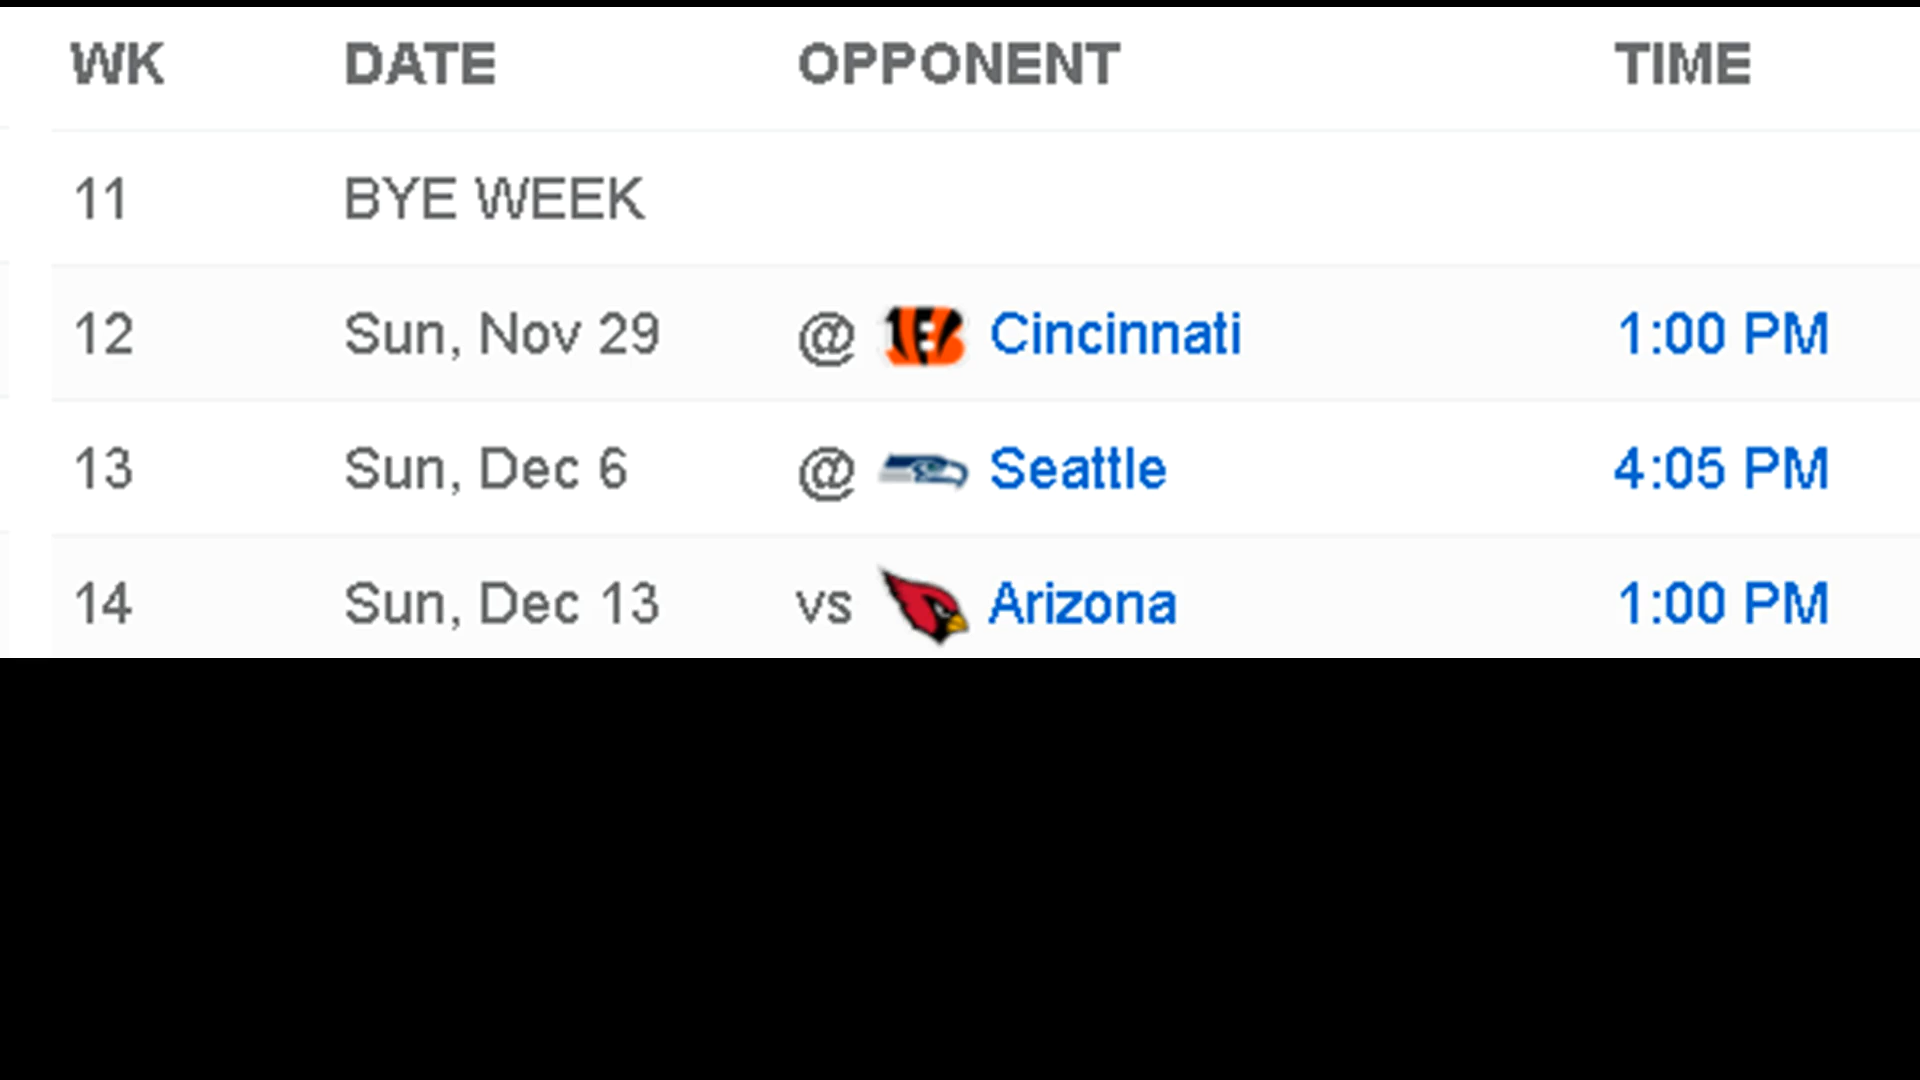 WK DATE OPPONENT TIME
11 BYE WEEK
12 Sun, Nov 29 @ Cincinnati 1:00 PM
13 Sun, Dec 6 @ Seattle 4:05 PM
14 Sun, Dec 13 vs Arizona 1:00 PM